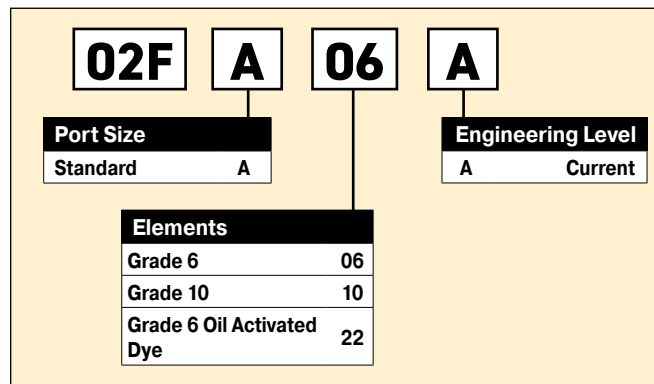 02F A 06 A
Port Size
Standard A
Engineering Level
A Current
Elements
Grade 6 06
Grade 10 10
Grade 6 Oil Activated
Dye 22